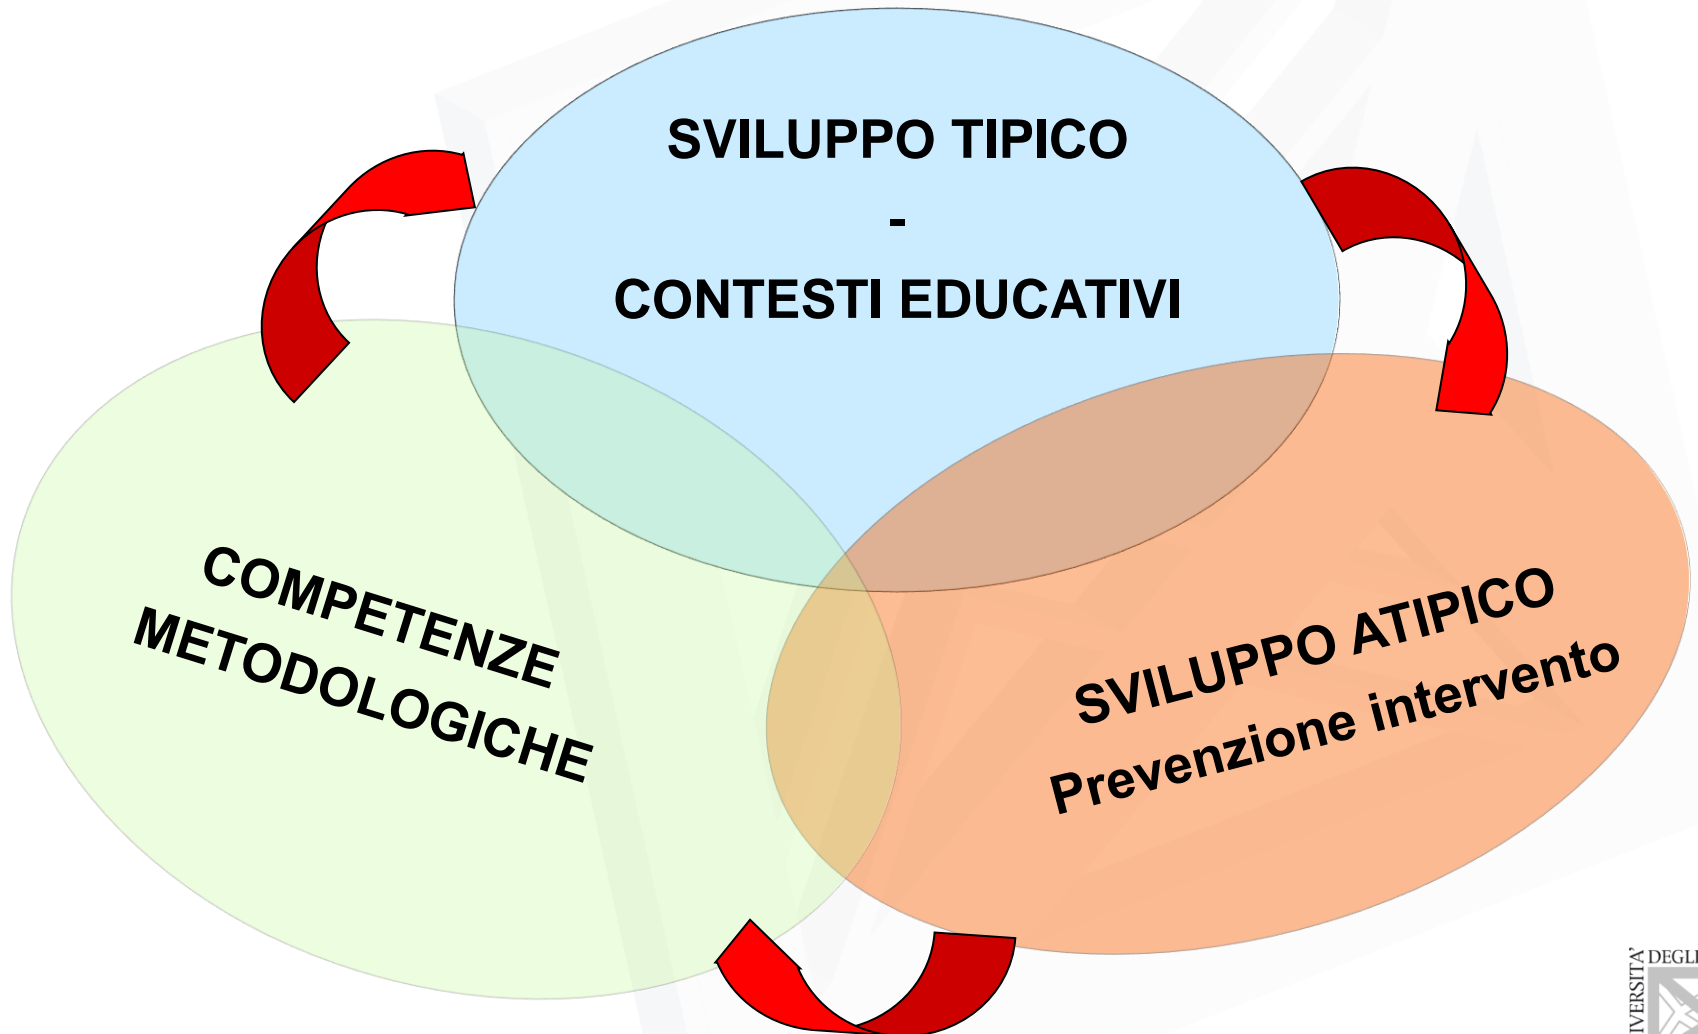 SVILUPPO TIPICO
-
CONTESTI EDUCATIVI
COMPETENZE
METODOLOGICHE
SVILUPPO ATIPICO
Prevenzione intervento